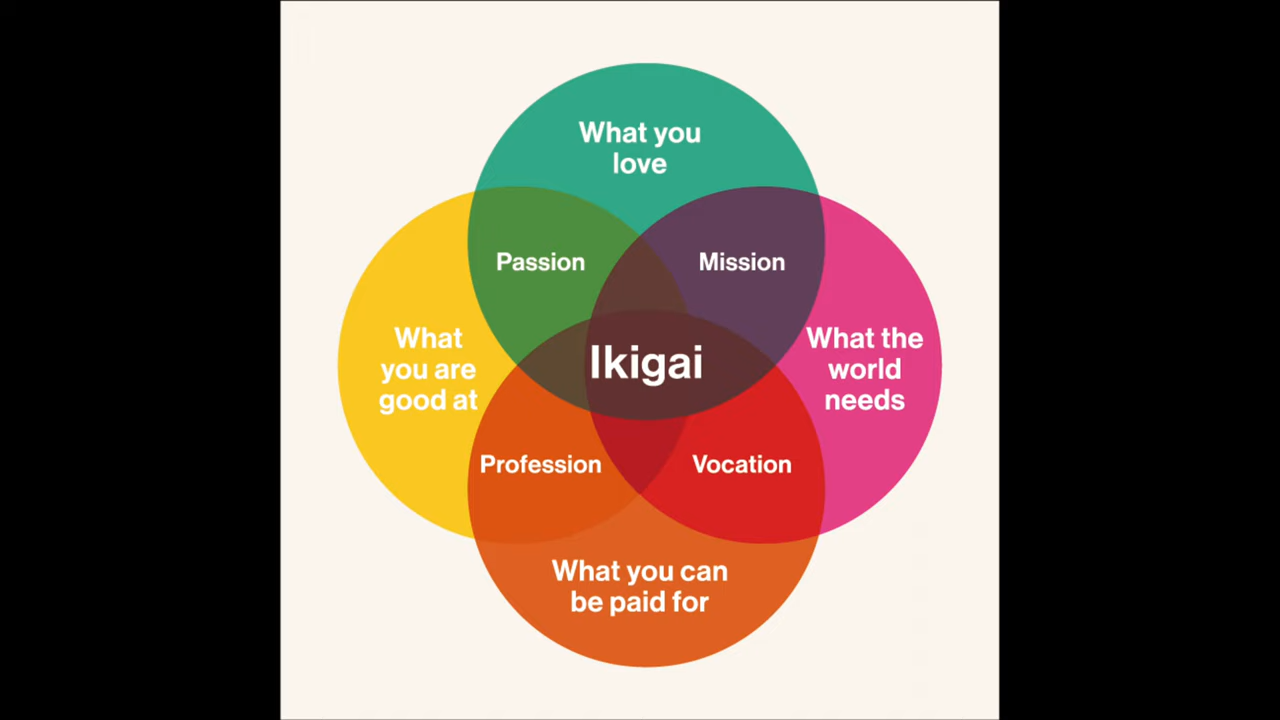 What you
love
Passion
Mission
What
you are
good at
Ikigai
What the
world
needs
Profession
Vocation
What you can
be paid for